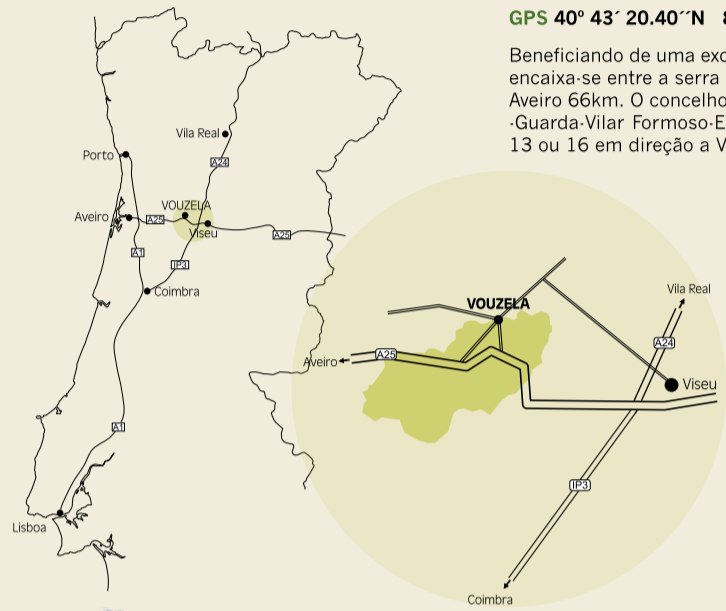 GPS 40º 43´ 20.40´´N
Beneficiando de uma
encaixa-se entre a serra
Aveiro 66km. O concelho
-Guarda-Vilar Formoso-E
13 ou 16 em direção a V
Vila Real
Porto
A24
VOUZELA
Aveiro
A25
Viseu
A25
A1
IP3
Coimbra
A1
Lisboa
Vila Real
VOUZELA
A24
Aveiro
A25
Viseu
IP3
Coimbra